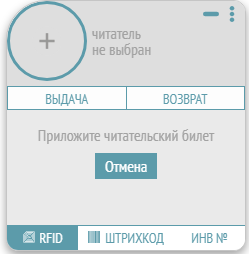 читатель
не выбран
ВЫДАЧА
ВОЗВРАТ
Приложите читательский билет
Отмена
RFID
ШТРИХКОД
ИНВ №